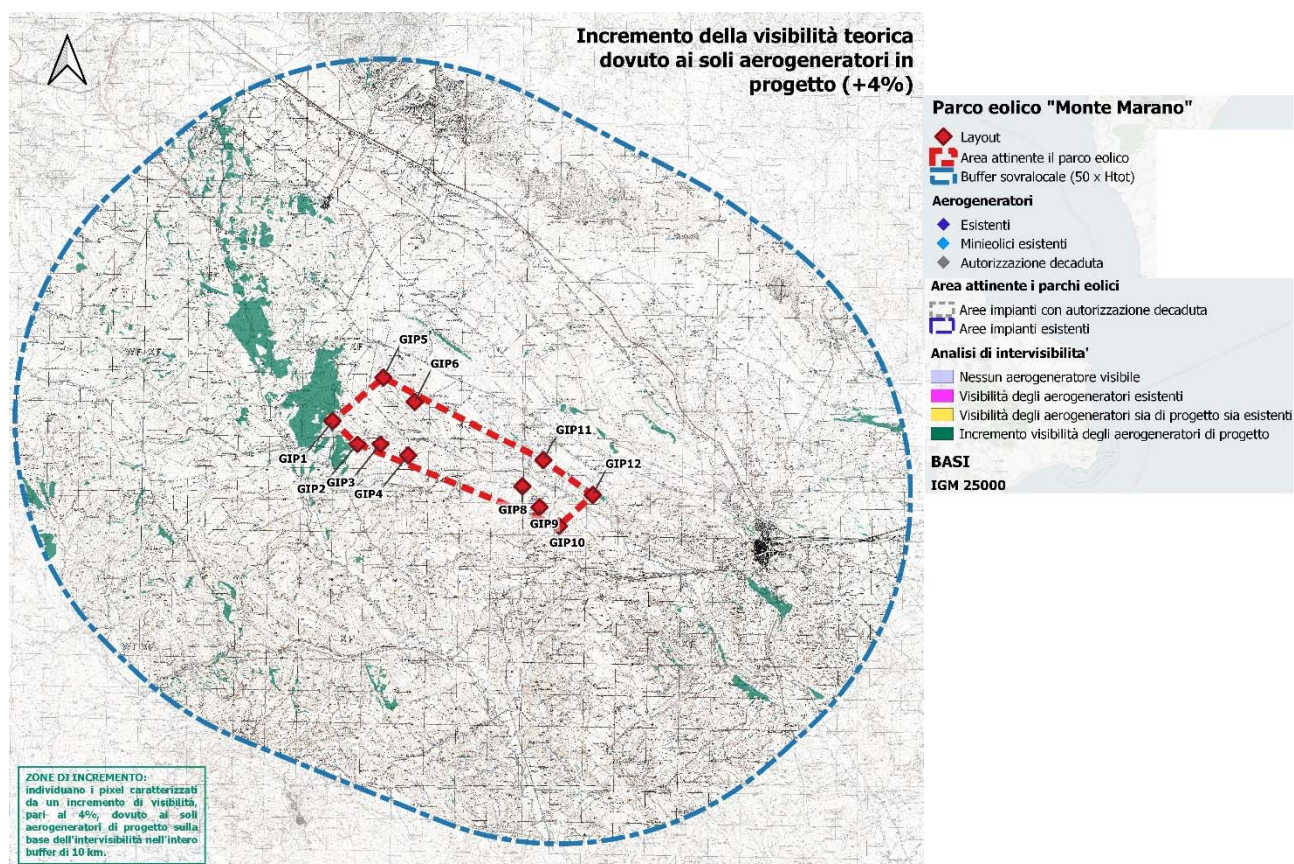 Incremento della visibilità teorica
dovuto ai soli aerogeneratori in
progetto (+4%)
Parco eolico "Monte Marano"
Layout
Area attinente il parco eolico
Buffer sovralocale (50 x Htot)
Aerogeneratori
Esistenti
Minieolici esistenti
Autorizzazione decaduta
Area attinente i parchi eolici
Aree impianti con autorizzazione decaduta
Aree impianti esistenti
Analisi di intervisibilita'
Nessun aerogeneratore visibile
Visibilità degli aerogeneratori esistenti
Visibilità degli aerogeneratori sia di progetto sia esistenti
Incremento visibilità degli aerogeneratori di progetto
BASI
IGM 25000
GIP5
GIP6
GIP1
GIP2
GIP3
GIP4
GIP11
GIP12
GIP8
GIP9
GIP10
ZONE DI INCREMENTO:
individuano i pixel caratterizzati
da un incremento di visibilità,
pari al 4%, dovuto ai soli
aerogeneratori di progetto sulla
base dell'intervisibilità nell'intero
buffer di 10 km.